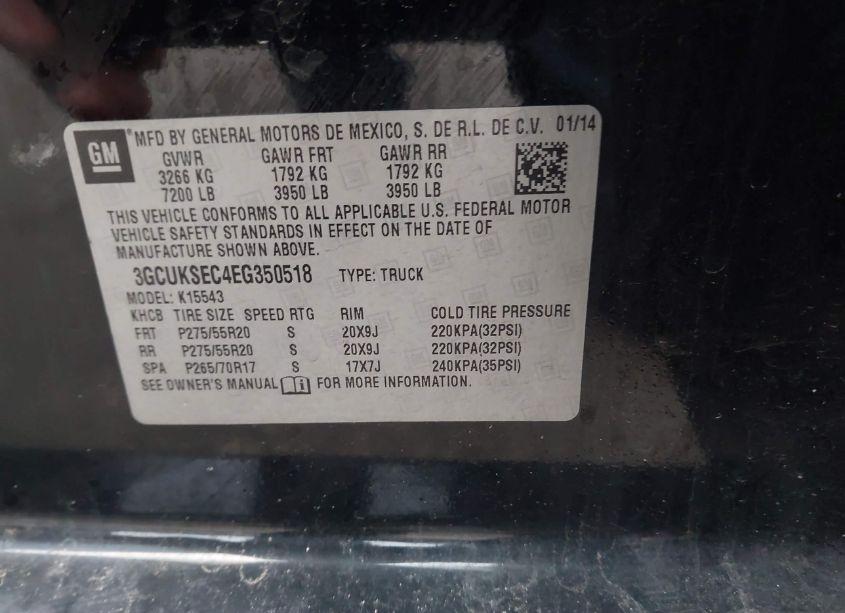 GM ® MFD BY GENERAL MOTORS DE MEXICO, S. DE R.L. DE C.V. 01/14
GVWR GAWR FRT GAWR RR
3266 KG 1792 KG 1792 KG
7200 LB 3950 LB 3950 LB
THIS VEHICLE CONFORMS TO ALL APPLICABLE U.S. FEDERAL MOTOR
VEHICLE SAFETY STANDARDS IN EFFECT ON THE DATE OF
MANUFACTURE SHOWN ABOVE.
3GCUKSEC4EG350518 TYPE: TRUCK
MODEL: K15543
KHCB TIRE SIZE SPEED RTG RIM COLD TIRE PRESSURE
FRT P275/55R20 S 20X9J 220KPA(32PSI)
RR P275/55R20 S 20X9J 220KPA(32PSI)
SPA P265/70R17 S 17X7J 240KPA(35PSI)
SEE OWNER'S MANUAL FOR MORE INFORMATION.